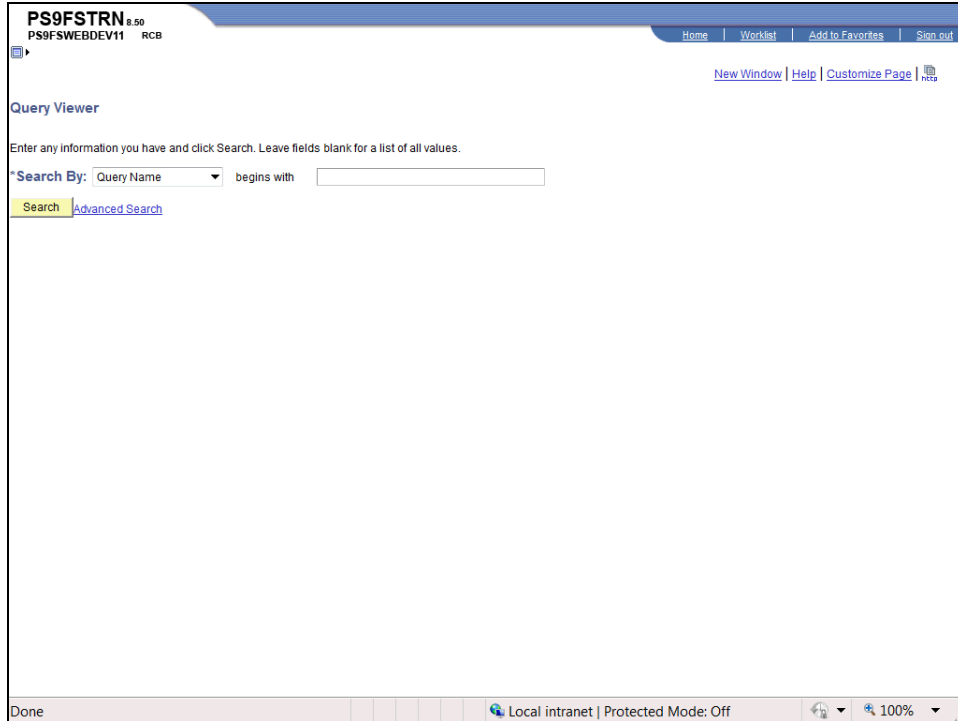 PS9FSTRN 8.50
PS9FSWEBDEV11 RCB
Home | Worklist | Add to Favorites | Sign out
New Window | Help | Customize Page | http
Query Viewer
Enter any information you have and click Search. Leave fields blank for a list of all values.
*Search By: Query Name begins with
Search Advanced Search
Done Local intranet | Protected Mode: Off 100%